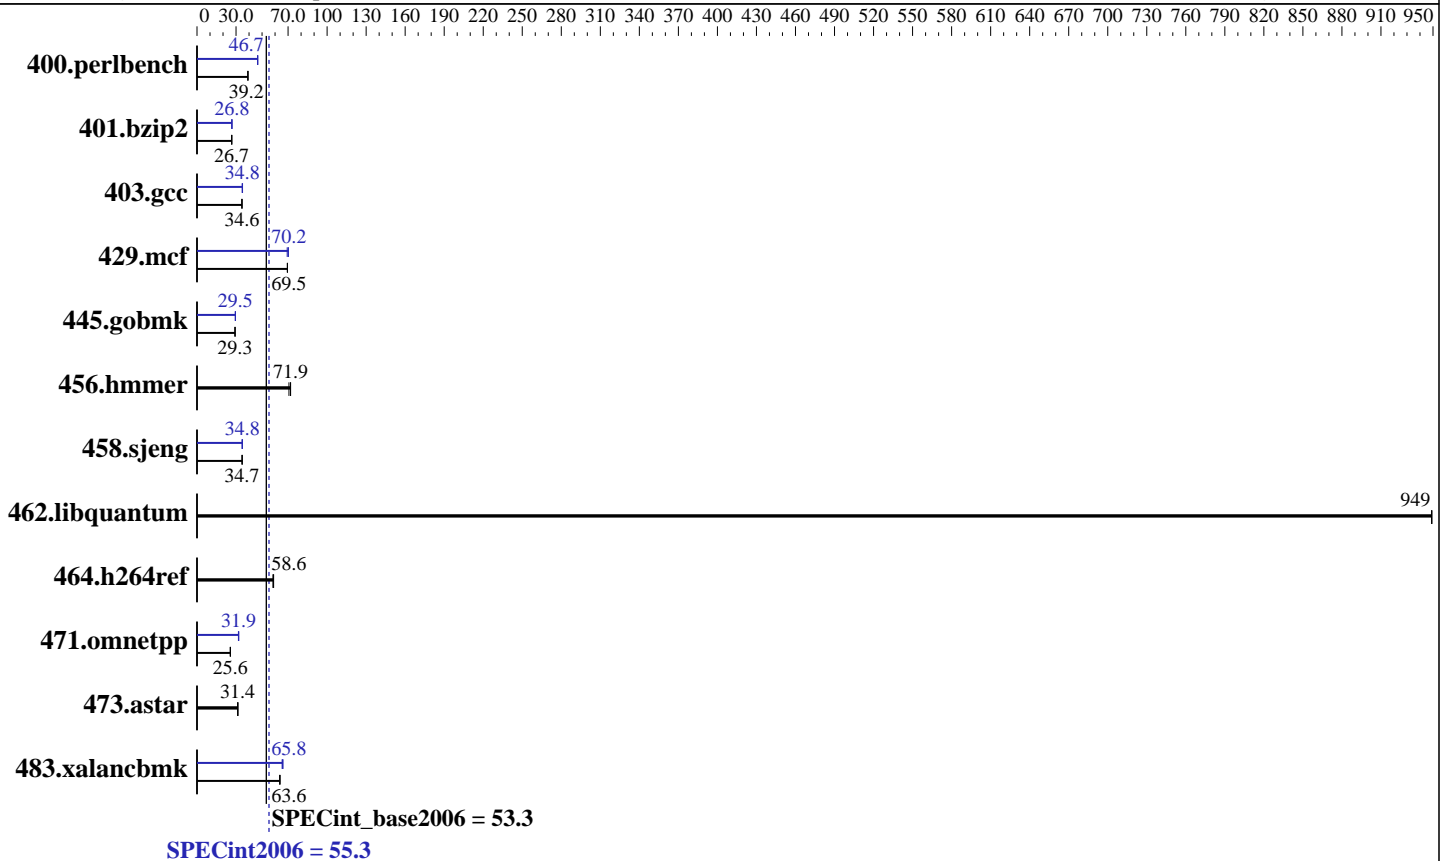 0 30.0 70.0 100 130 160 190 220 250 280 310 340 370 400 430 460 490 520 550 580 610 640 670 700 730 760 790 820 850 880 910 950
46.7
400.perlbench
39.2
26.8
401.bzip2
26.7
34.8
403.gcc
34.6
70.2
429.mcf
69.5
29.5
445.gobmk
29.3
71.9
456.hmmer
34.8
458.sjeng
34.7
949
462.libquantum
58.6
464.h264ref
31.9
471.omnetpp
25.6
31.4
473.astar
65.8
483.xalancbmk
63.6
SPECint_base2006 = 53.3
SPECint2006 = 55.3